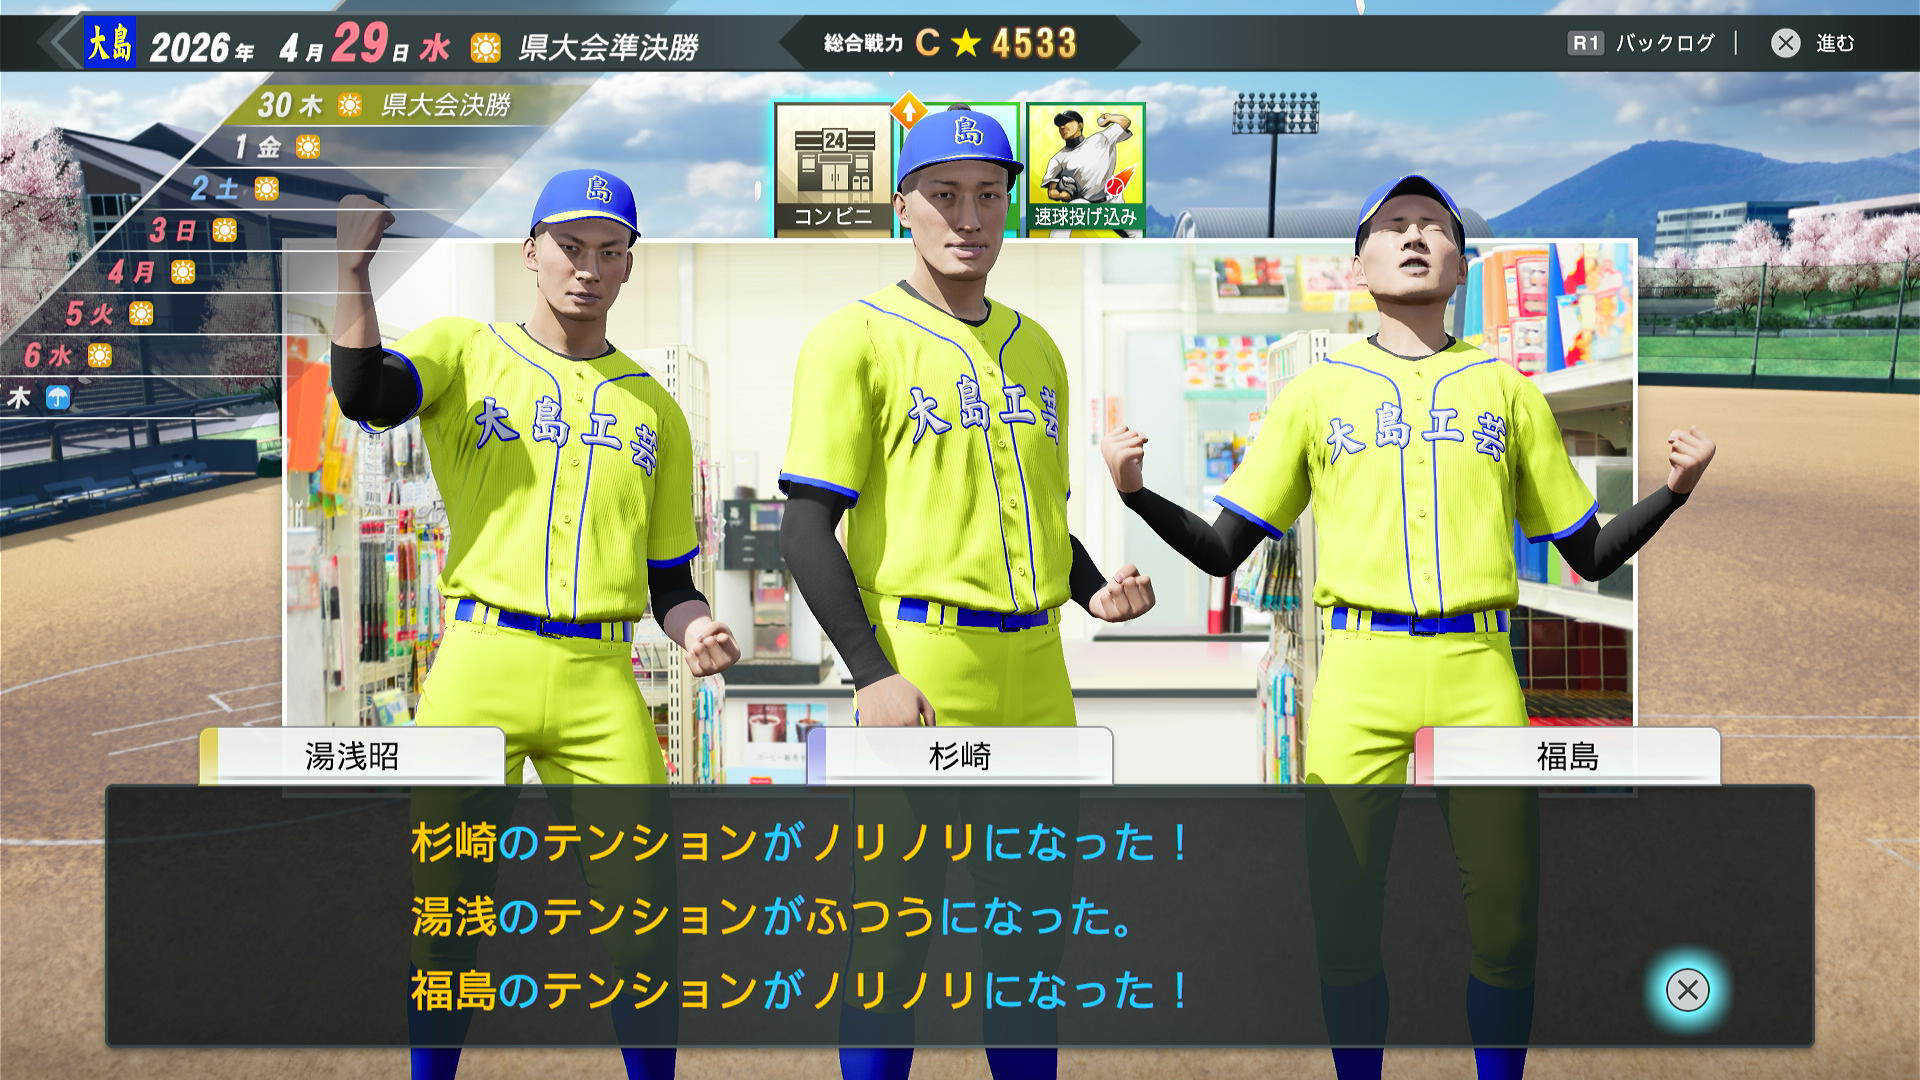 大島 2026年 4月29日 水 県大会準決勝
総合戦力 C ★ 4533
R1 バックログ
進む
30 木 県大会決勝
1 金
2 土
3 日
4 月
5 火
6 水
木
24
コンビニ
速球投げ込み
島
島
大島工芸
大島工芸
大島工芸
湯浅昭
杉崎
福島
杉崎のテンションがノリノリになった！
湯浅のテンションがふつうになった。
福島のテンションがノリノリになった！